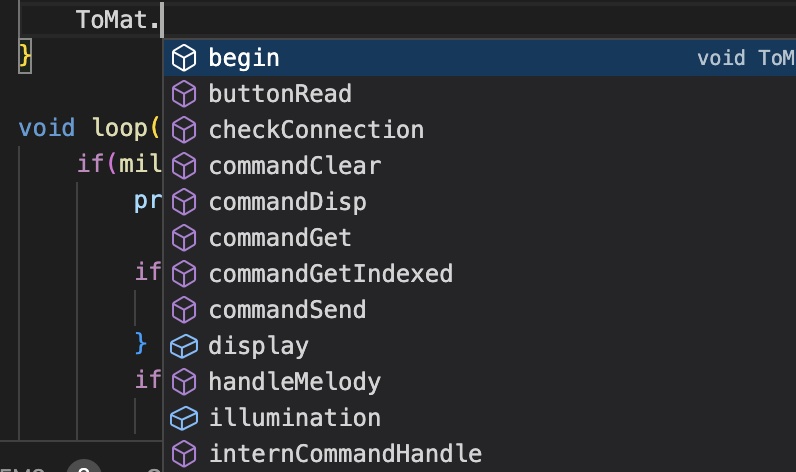 ToMat.
}
begin void ToM
buttonRead
void loop( checkConnection
if(mil commandClear
pr commandDisp
commandGet
if commandGetIndexed
commandSend
} display
if handleMelody
illumination
internCommandHandle